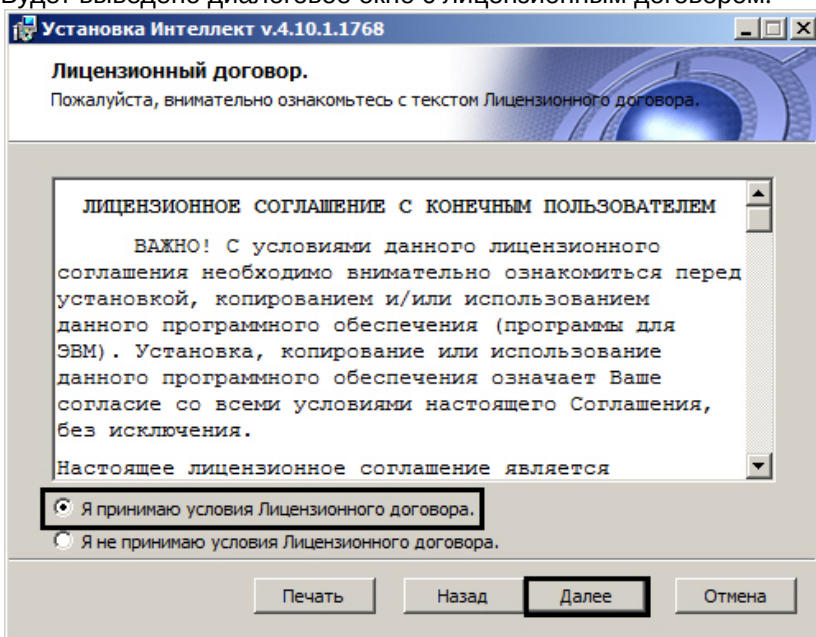 Будет выведено диалоговое окно с Лицензионным договором.
Установка Интеллект v.4.10.1.1768
Лицензионный договор.
Пожалуйста, внимательно ознакомьтесь с текстом Лицензионного договора.
ЛИЦЕНЗИОННОЕ СОГЛАШЕНИЕ С КОНЕЧНЫМ ПОЛЬЗОВАТЕЛЕМ
ВАЖНО! С условиями данного лицензионного
соглашения необходимо внимательно ознакомиться перед
установкой, копированием и/или использованием
данного программного обеспечения (программы для
ЭВМ). Установка, копирование или использование
данного программного обеспечения означает Ваше
согласие со всеми условиями настоящего Соглашения,
без исключения.
Настоящее лицензионное соглашение является
Я принимаю условия Лицензионного договора.
Я не принимаю условия Лицензионного договора.
Печать
Назад
Далее
Отмена